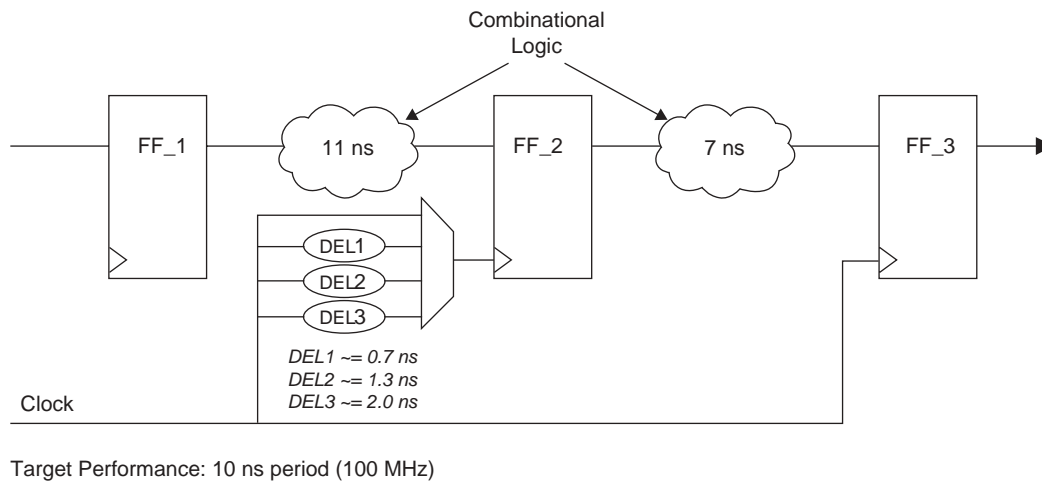 Combinational
Logic
FF_1
11 ns
FF_2
7 ns
FF_3
DEL1
DEL2
DEL3
DEL1 ~= 0.7 ns
DEL2 ~= 1.3 ns
DEL3 ~= 2.0 ns
Clock
Target Performance: 10 ns period (100 MHz)